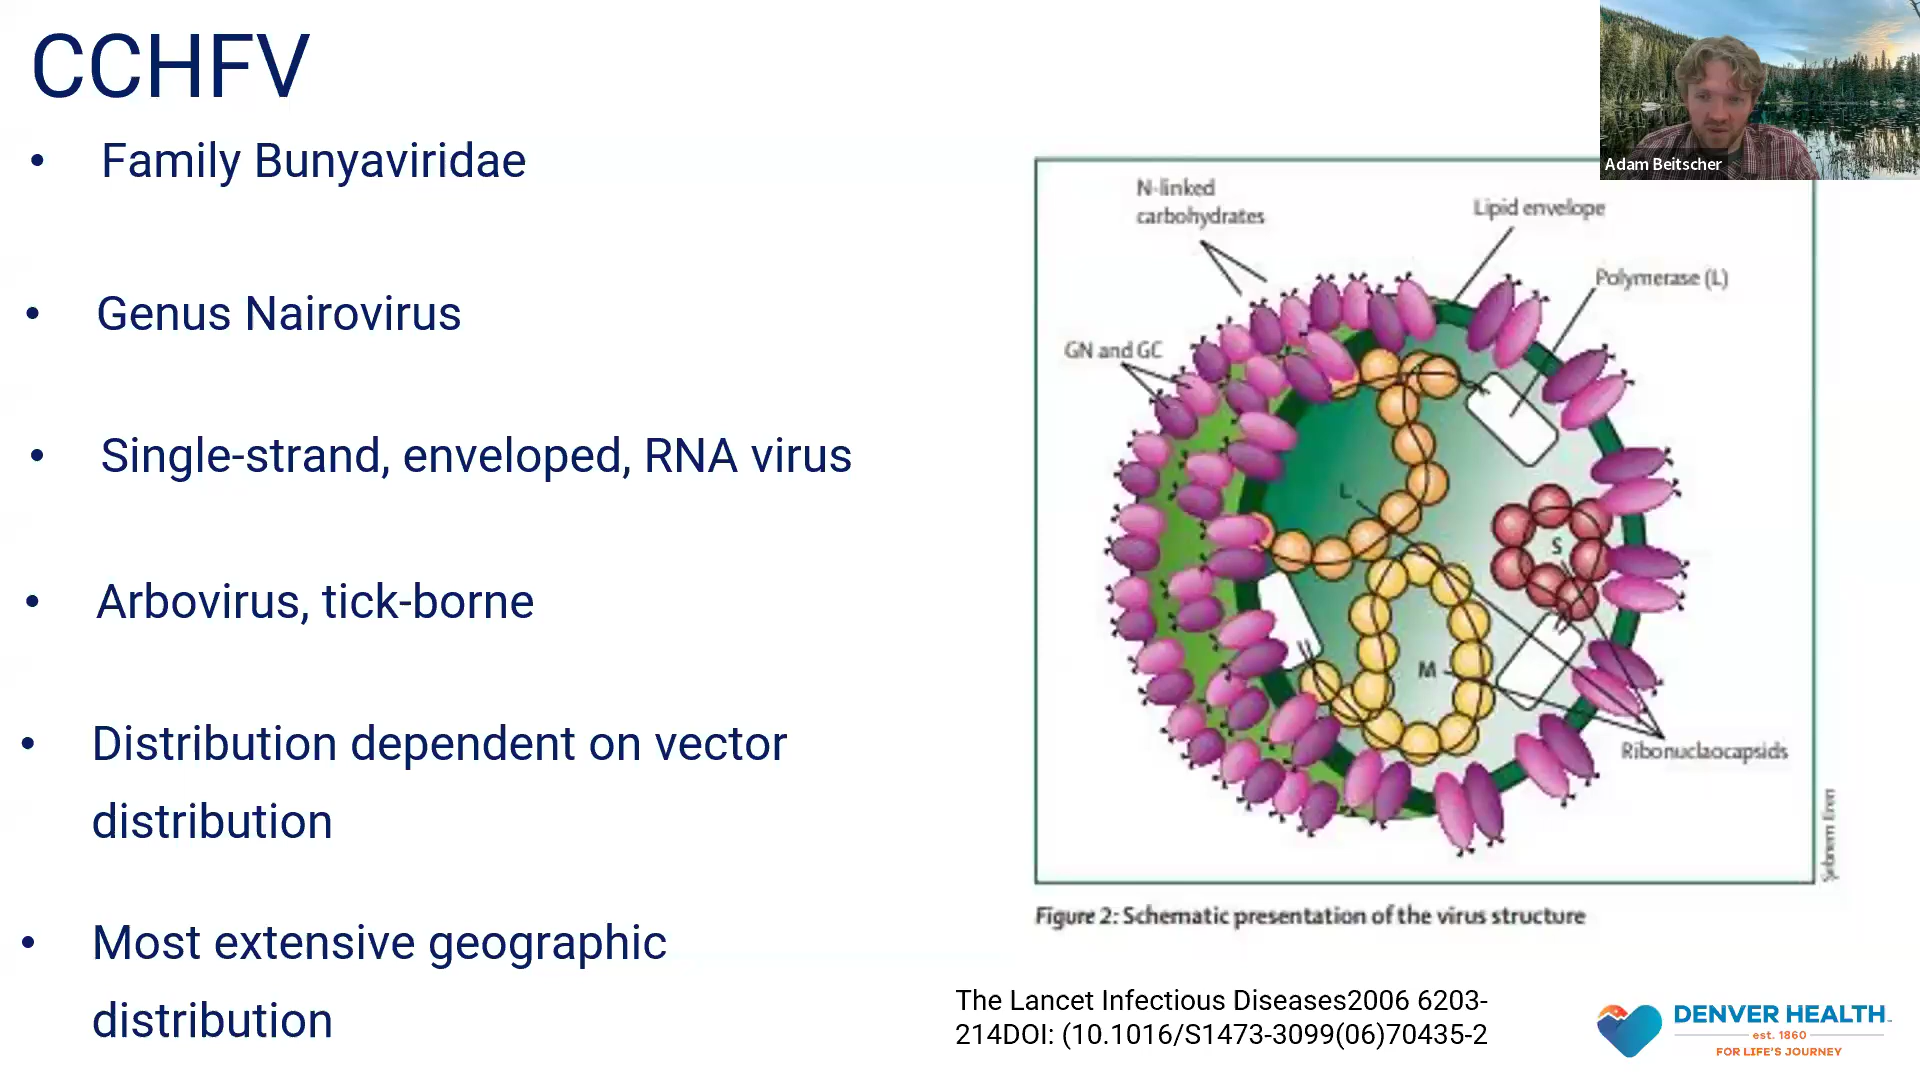 CCHFV
• Family Bunyaviridae
• Genus Nairovirus
• Single-strand, enveloped, RNA virus
• Arbovirus, tick-borne
• Distribution dependent on vector
distribution
• Most extensive geographic
distribution
Adam Beitscher
N-linked
carbohydrates
Lipid envelope
Polymerase (L)
GN and GC
L
S
M
Ribonuclaocapsids
Şebnem Eren
Figure 2: Schematic presentation of the virus structure
The Lancet Infectious Diseases2006 6203-
214DOI: (10.1016/S1473-3099(06)70435-2
DENVER HEALTH
est. 1860
FOR LIFE'S JOURNEY